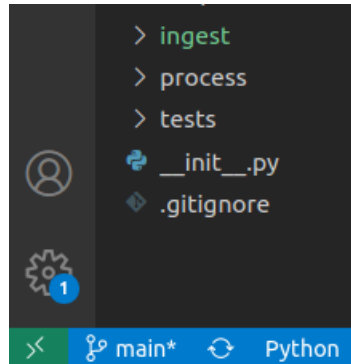 ingest
process
tests
__init__.py
.gitignore
1
main* Python